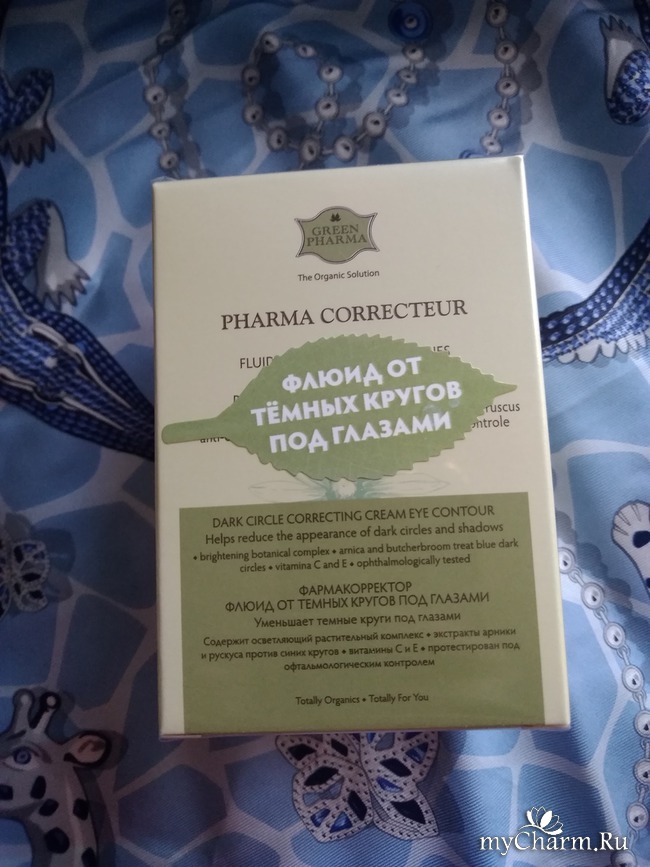 GREEN
PHARMA
The Organic Solution
PHARMA CORRECTEUR
ФЛЮИД ОТ
ТЁМНЫХ КРУГОВ
ПОД ГЛАЗАМИ
ruscus
DARK CIRCLE CORRECTING CREAM EYE CONTOUR
Helps reduce the appearance of dark circles and shadows
• brightening botanical complex • arnica and butcherbroom treat blue dark
circles • vitamina C and E • ophthalmologically tested
ФАРМАКОРРЕКТОР
ФЛЮИД ОТ ТЕМНЫХ КРУГОВ ПОД ГЛАЗАМИ
Уменьшает темные круги под глазами
Содержит осветляющий растительный комплекс • экстракты арники
и рускуса против синих кругов • витамины С и Е • протестирован под
офтальмологическим контролем
Totally Organics • Totally For You
myCharm.Ru